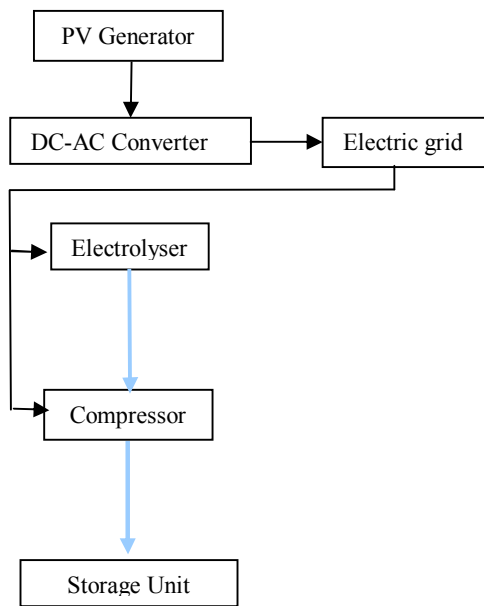 PV Generator
DC-AC Converter
Electric grid
Electrolyser
Compressor
Storage Unit